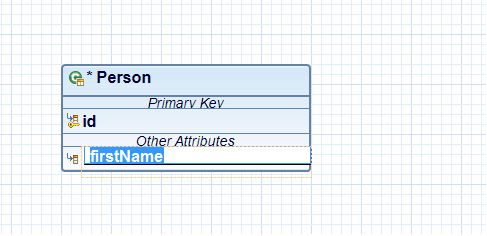 * Person
Primary Key
id
Other Attributes
firstName